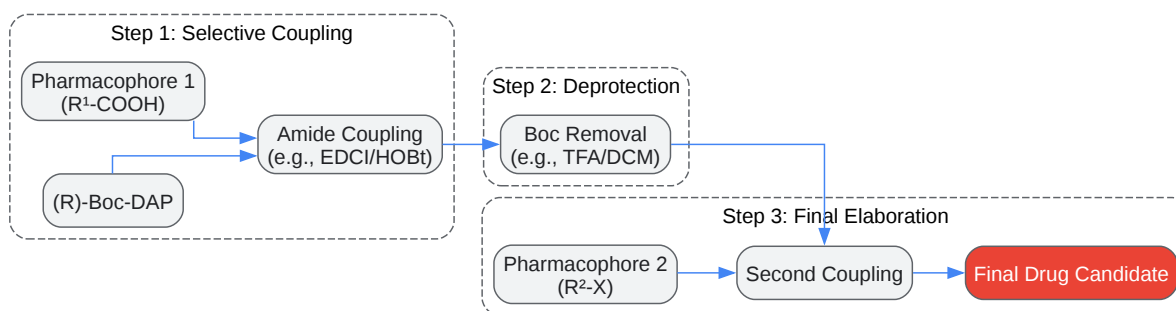 Step 1: Selective Coupling
Pharmacophore 1
(R¹-COOH)
(R)-Boc-DAP
Amide Coupling
(e.g., EDCI/HOBt)
Step 2: Deprotection
Boc Removal
(e.g., TFA/DCM)
Step 3: Final Elaboration
Pharmacophore 2
(R²-X)
Second Coupling
Final Drug Candidate